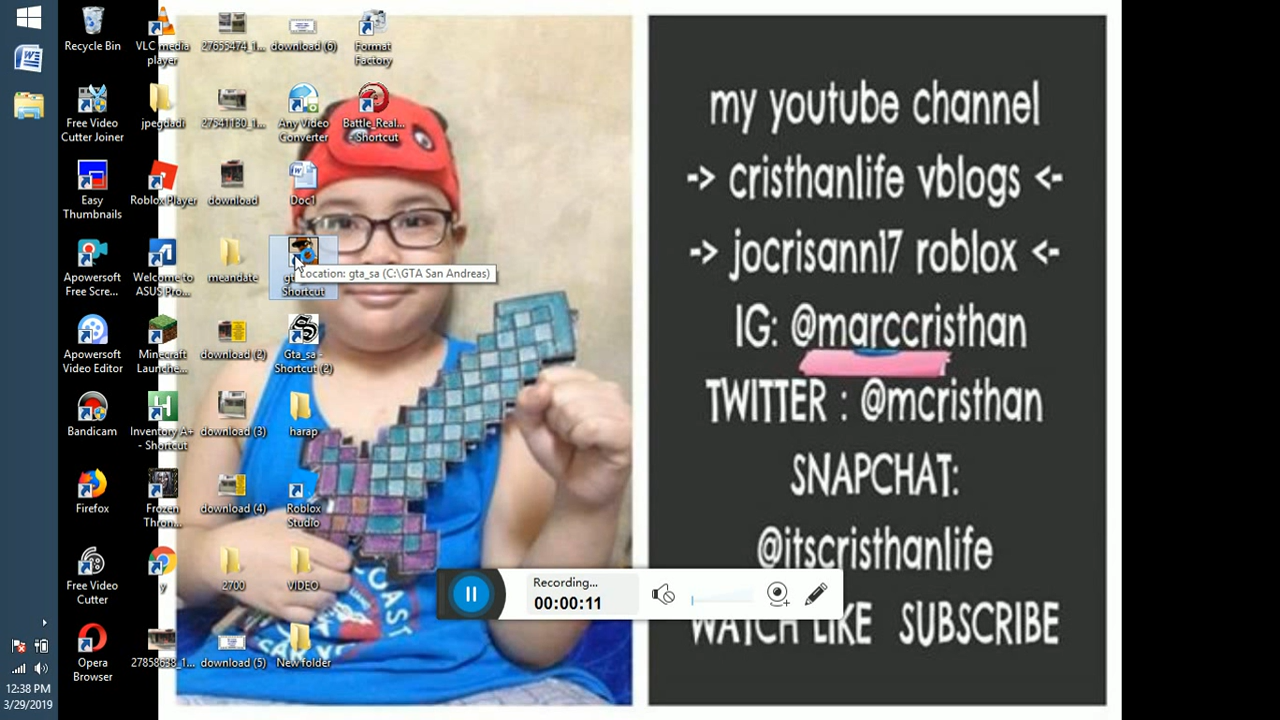 Recycle Bin
VLC media player
27655474_1...
download (6)
Format Factory
Free Video Cutter Joiner
jpegdadi
27541130_1...
Any Video Converter
Battle_Real... - Shortcut
Easy Thumbnails
Roblox Player
download
Doc1
Apowersoft Free Scre...
Welcome to ASUS Pro...
meandate
Shortcut
Location: gta_sa (C:\GTA San Andreas)
Apowersoft Video Editor
Minecraft Launche...
download (2)
Gta_sa - Shortcut (2)
Bandicam
Inventory A+ - Shortcut
download (3)
harap
Firefox
Frozen Thron...
download (4)
Roblox Studio
Free Video Cutter
y
2700
VIDEO
Opera Browser
27858638_1...
download (5)
New folder
my youtube channel
-> cristhanlife vblogs <-
-> jocrisann17 roblox <-
IG: @marccristhan
TWITTER : @mcristhan
SNAPCHAT:
@itscristhanlife
WATCH LIKE SUBSCRIBE
Recording...
00:00:11
COAST
12:38 PM
3/29/2019